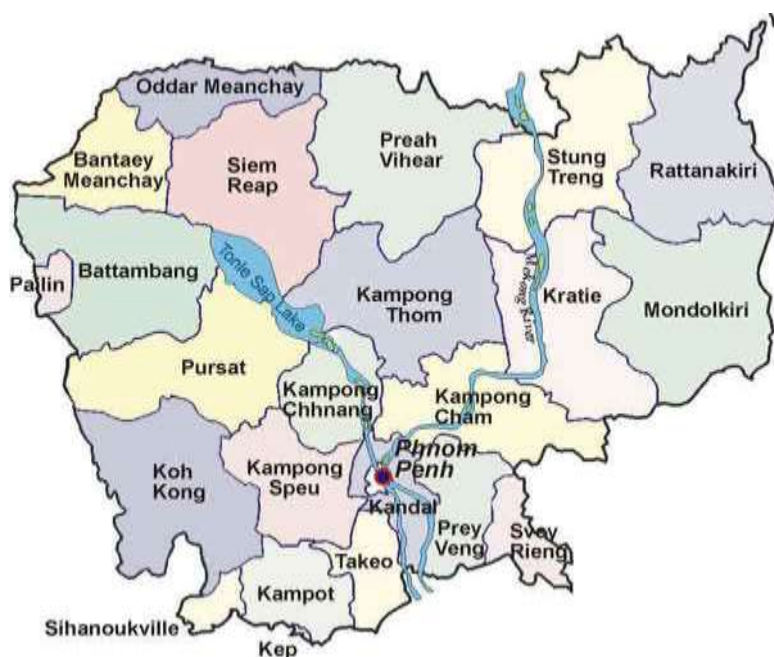 Oddar Meanchay
Bantaey
Meanchay
Siem
Reap
Preah
Vihear
Stung
Treng
Rattanakiri
Pailin
Battambang
Tonle Sap Lake
Kampong
Thom
Mekong River
Kratie
Mondolkiri
Pursat
Kampong
Chhnang
Kampong
Cham
Koh
Kong
Kampong
Speu
Phnom
Penh
Kandal
Prey
Veng
Svey
Rieng
Takeo
Kampot
Sihanoukville
Kep